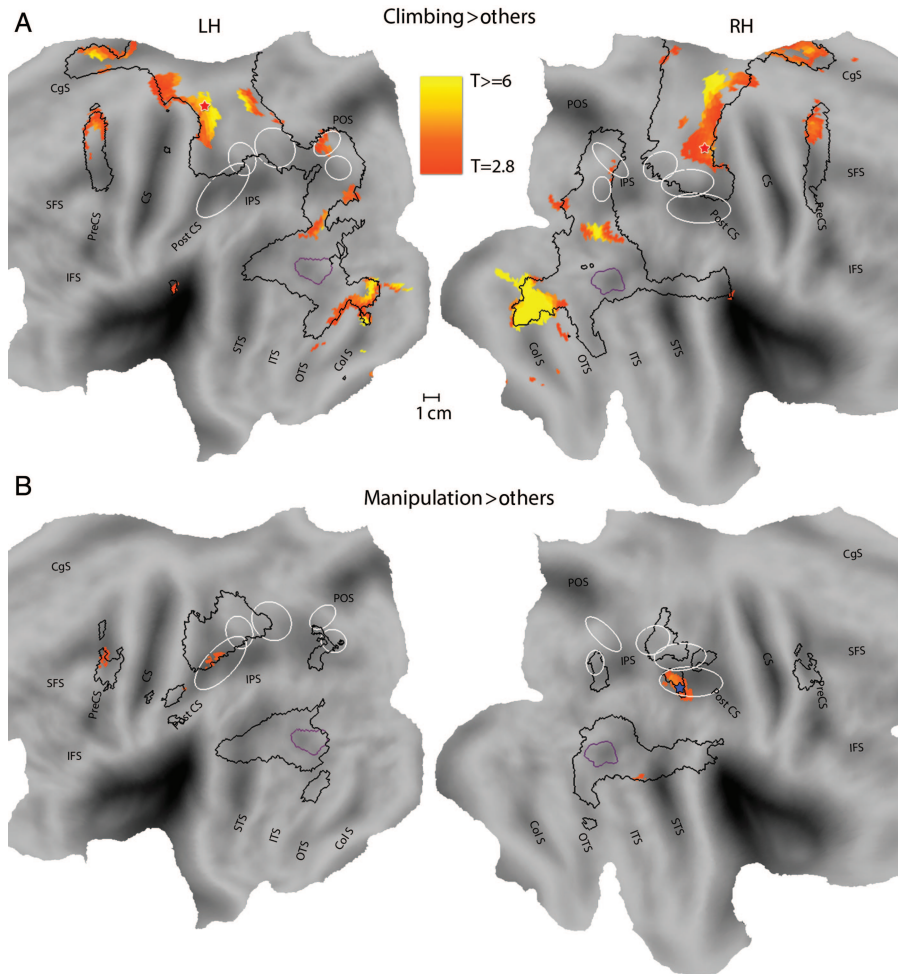 A
Climbing>others
LH
RH
CgS
T>=6
T=2.8
POS
POS
CgS
CS
IPS
IPS
CS
SFS
PreCS
Post CS
Post CS
PreCS
SFS
IFS
IFS
STS
ITS
OTS
Col S
1 cm
Col S
OTS
ITS
STS
B
Manipulation>others
CgS
POS
POS
CgS
CS
IPS
IPS
CS
SFS
PreCS
Post CS
Post CS
PreCS
SFS
IFS
IFS
STS
ITS
OTS
Col S
Col S
OTS
ITS
STS